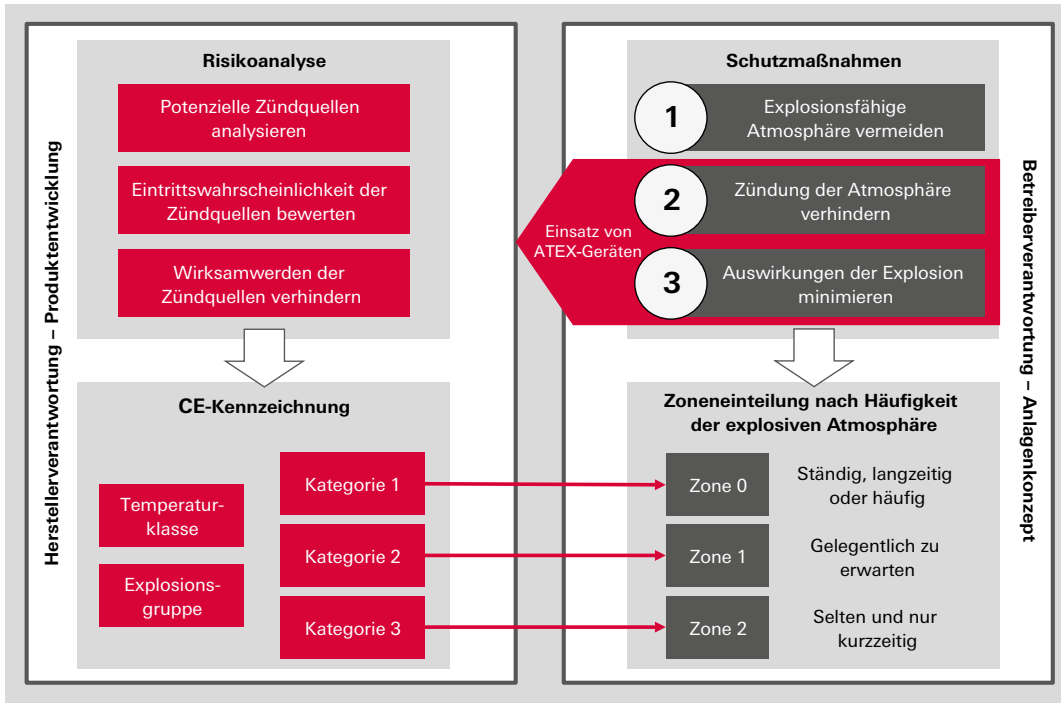 Herstellerverantwortung – Produktentwicklung
Risikoanalyse
Potenzielle Zündquellen
analysieren
Eintrittswahrscheinlichkeit der
Zündquellen bewerten
Wirksamwerden der
Zündquellen verhindern
CE-Kennzeichnung
Temperatur-
klasse
Explosions-
gruppe
Kategorie 1
Kategorie 2
Kategorie 3
Einsatz von
ATEX-Geräten
Schutzmaßnahmen
1
Explosionsfähige
Atmosphäre vermeiden
2
Zündung der Atmosphäre
verhindern
3
Auswirkungen der Explosion
minimieren
Zoneneinteilung nach Häufigkeit
der explosiven Atmosphäre
Zone 0
Ständig, langzeitig
oder häufig
Zone 1
Gelegentlich zu
erwarten
Zone 2
Selten und nur
kurzzeitig
Betreiberverantwortung – Anlagenkonzept